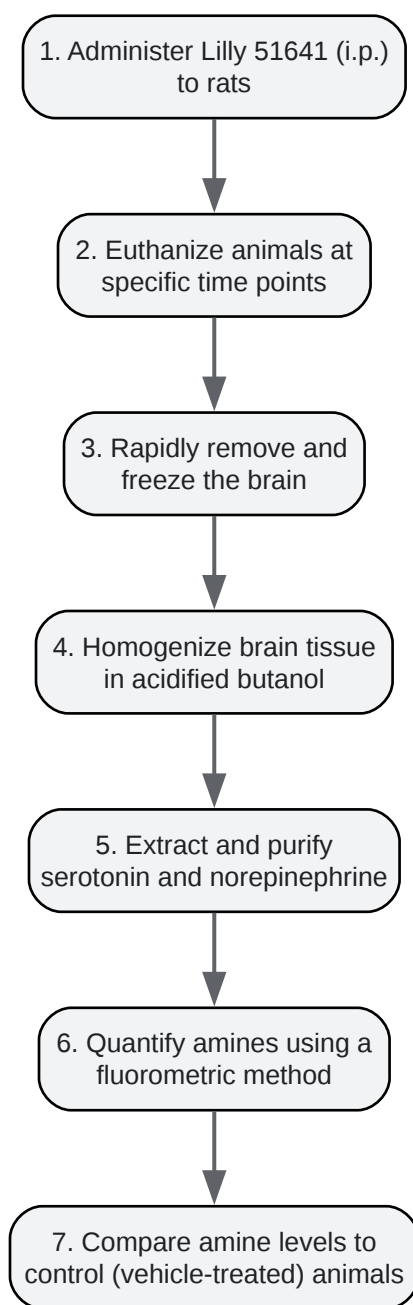 1. Administer Lilly 51641 (i.p.)
to rats
2. Euthanize animals at
specific time points
3. Rapidly remove and
freeze the brain
4. Homogenize brain tissue
in acidified butanol
5. Extract and purify
serotonin and norepinephrine
6. Quantify amines using a
fluorometric method
7. Compare amine levels to
control (vehicle-treated) animals